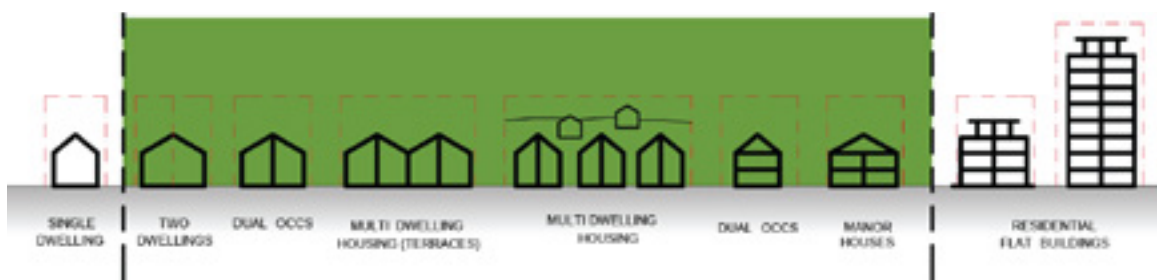 SINGLE
DWELLING
TWO
DWELLINGS
DUAL OCCS
MULTI DWELLING
HOUSING (TERRACES)
MULTI DWELLING
HOUSING
DUAL OCCS
MANOR
HOUSES
RESIDENTIAL
FLAT BUILDINGS